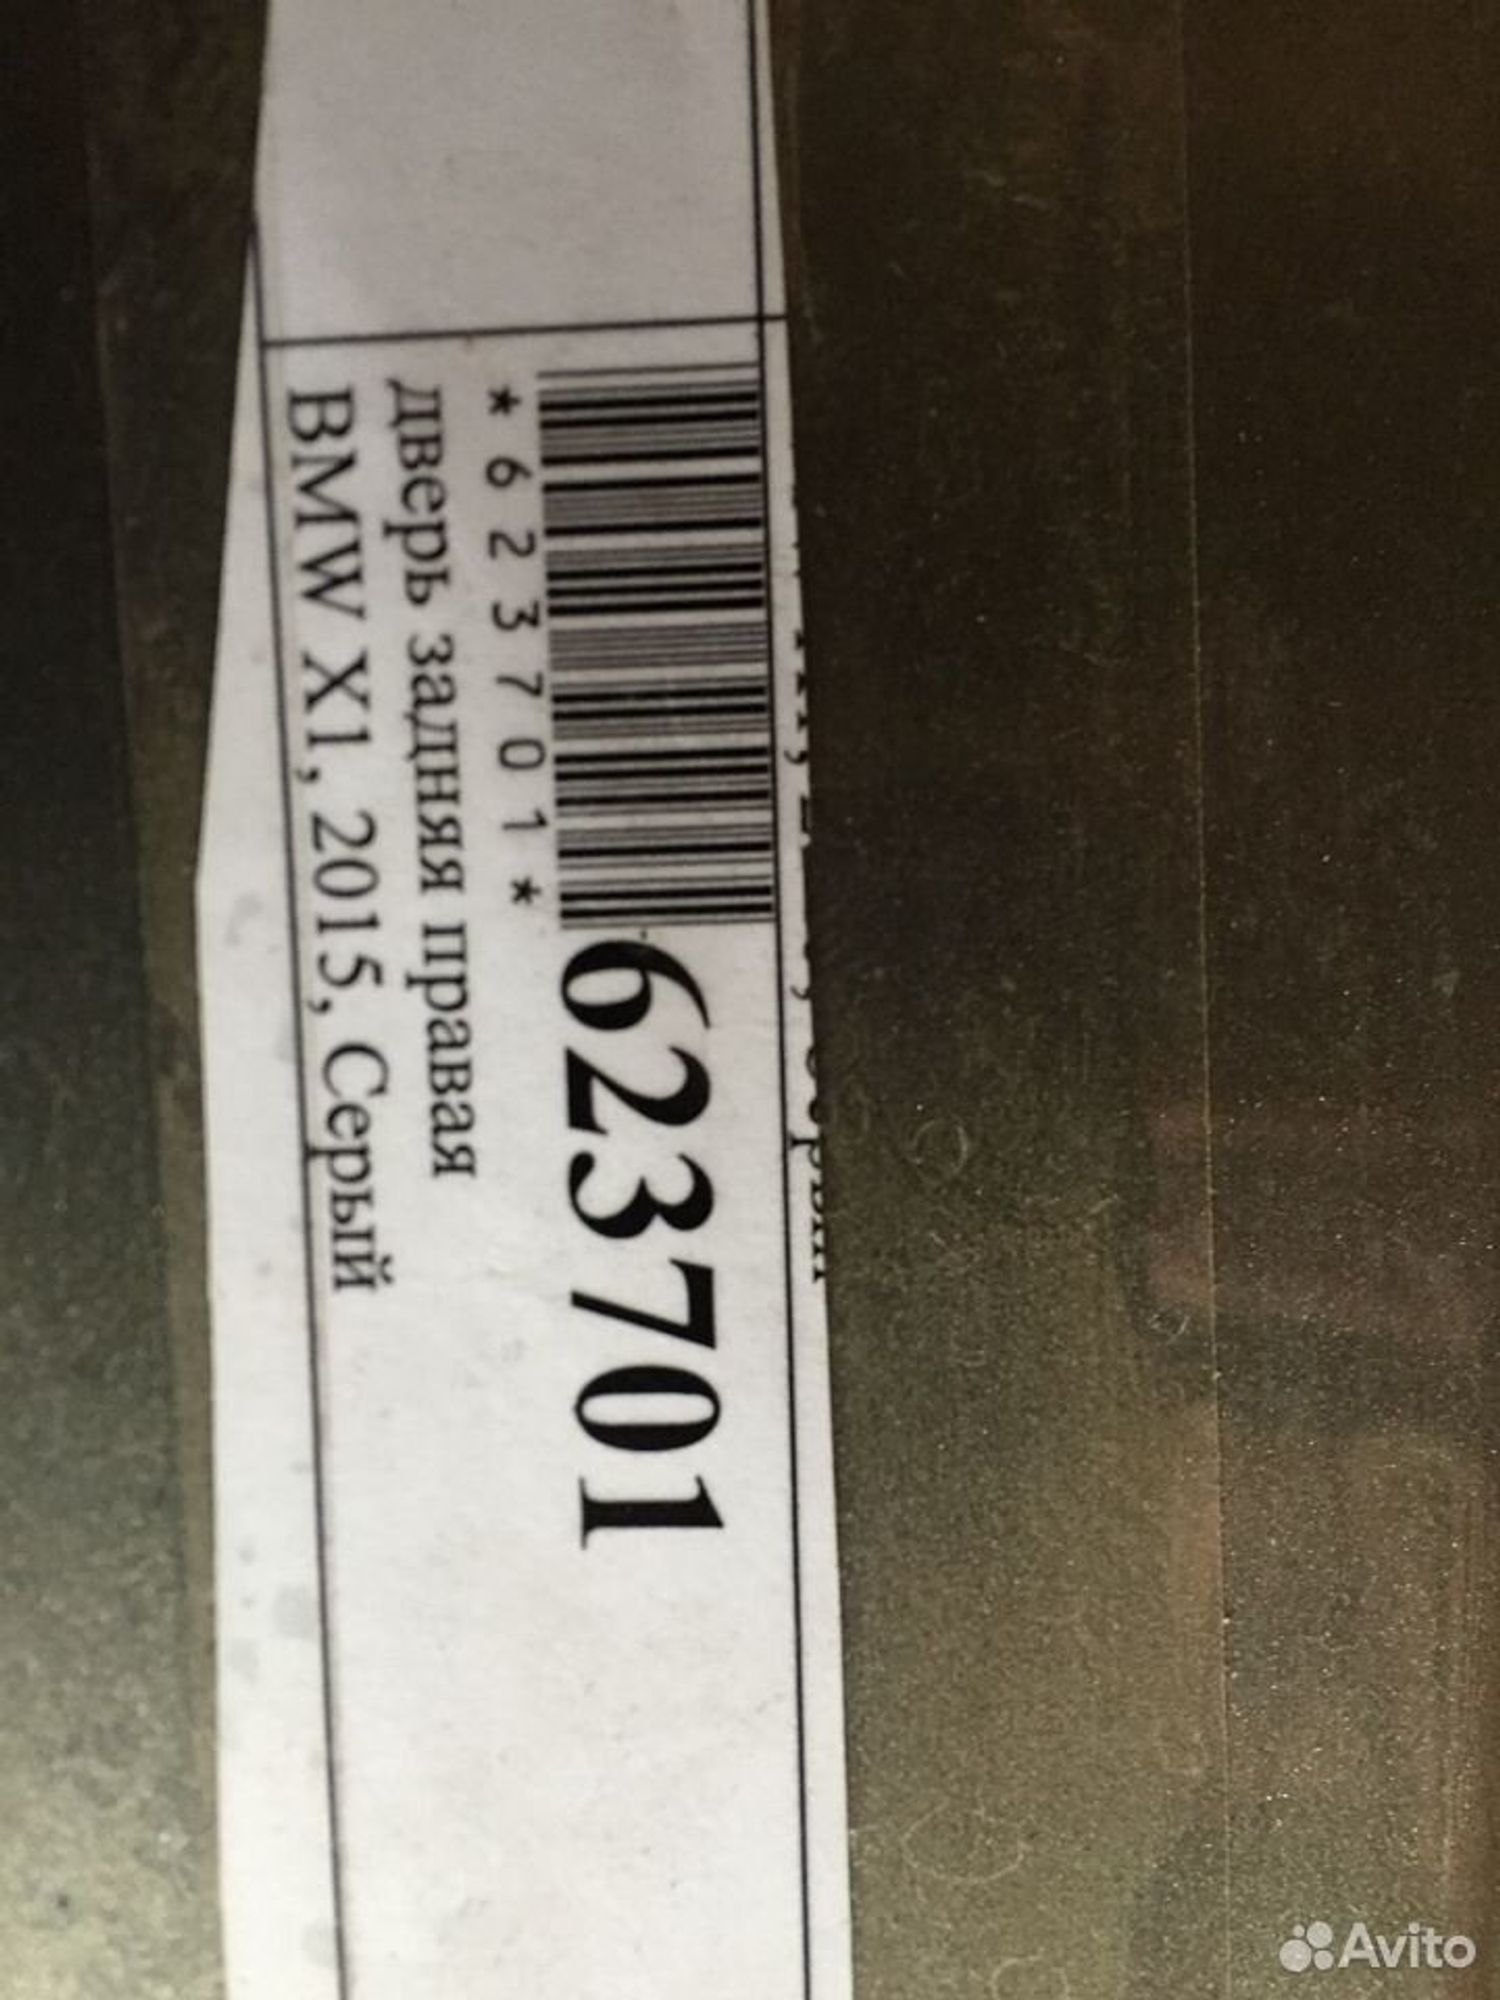 623701
*623701*
дверь задняя правая
BMW X1, 2015, Серый
Avito